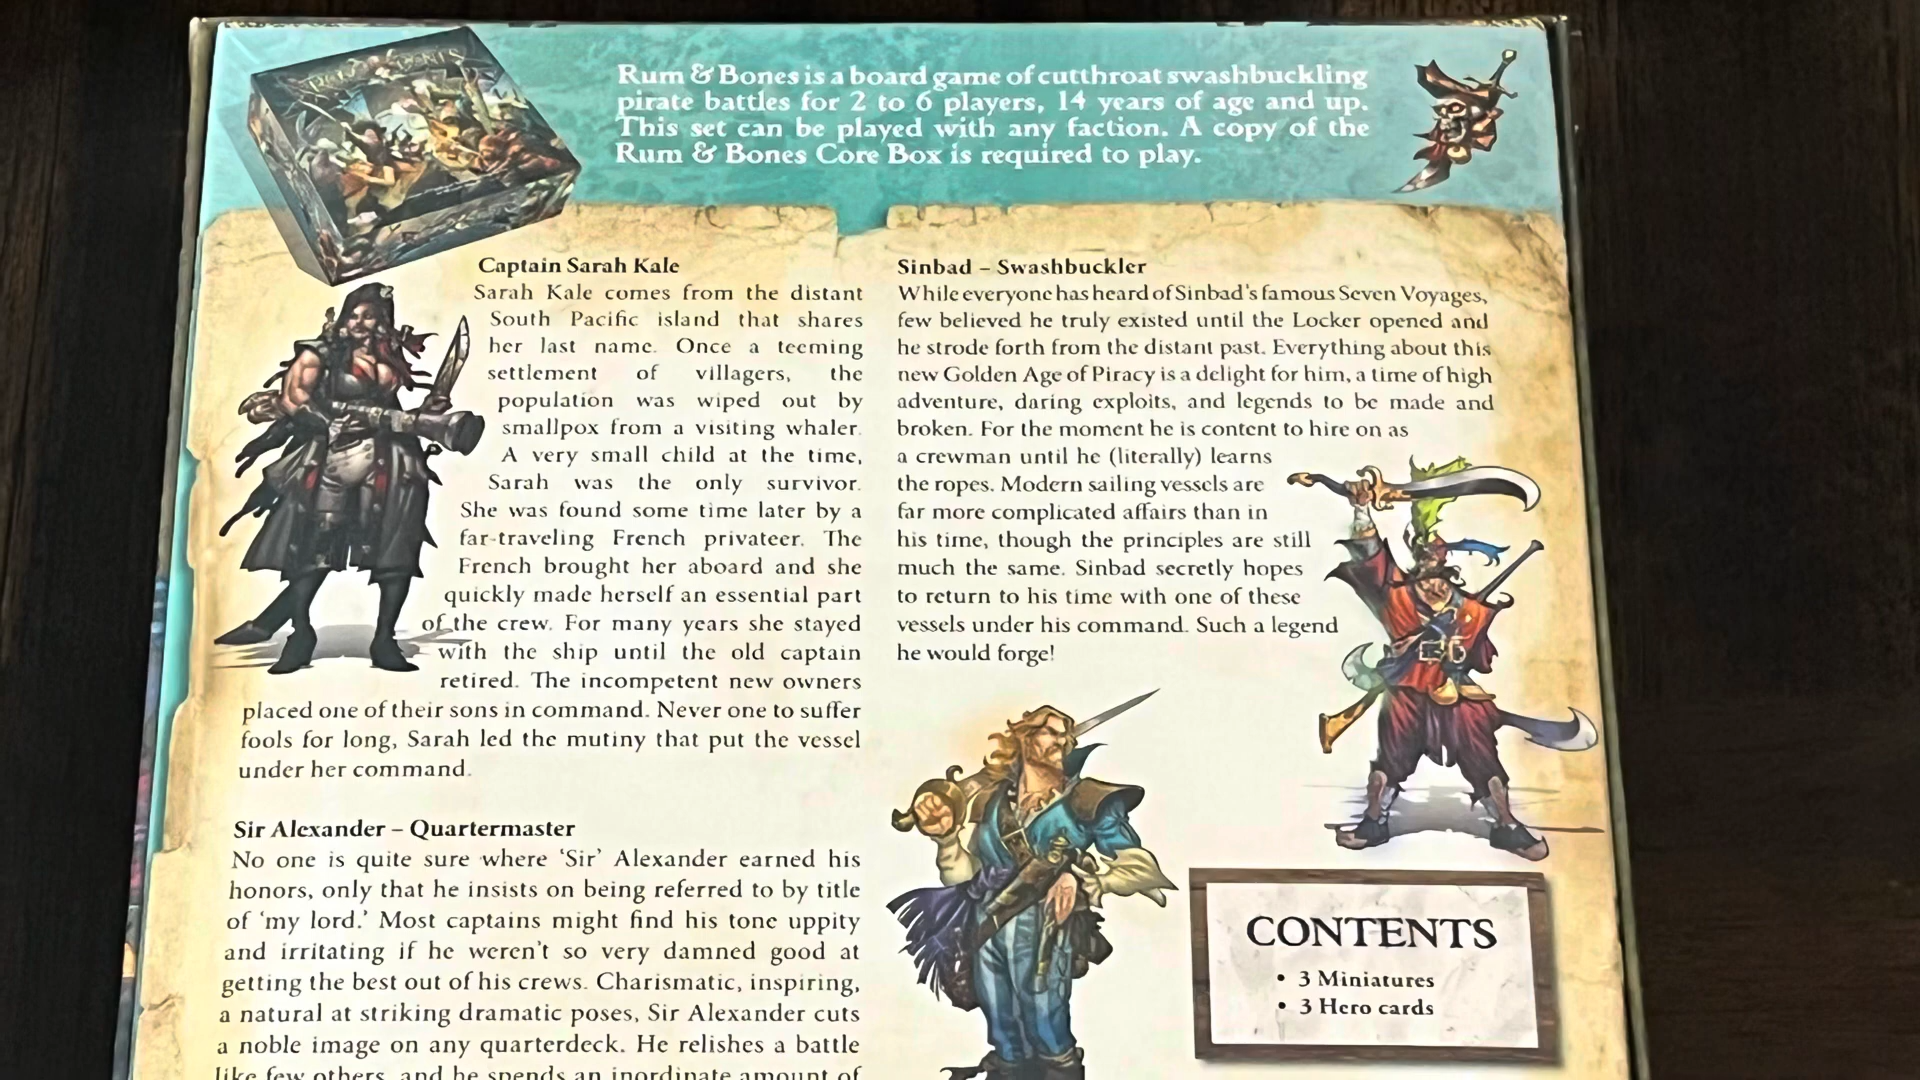 RUM & BONES
Rum & Bones is a board game of cutthroat swashbuckling
pirate battles for 2 to 6 players, 14 years of age and up.
This set can be played with any faction. A copy of the
Rum & Bones Core Box is required to play.
Captain Sarah Kale
Sarah Kale comes from the distant
South Pacific island that shares
her last name. Once a teeming
settlement of villagers, the
population was wiped out by
smallpox from a visiting whaler.
A very small child at the time,
Sarah was the only survivor.
She was found some time later by a
far-traveling French privateer. The
French brought her aboard and she
quickly made herself an essential part
of the crew. For many years she stayed
with the ship until the old captain
retired. The incompetent new owners
placed one of their sons in command. Never one to suffer
fools for long, Sarah led the mutiny that put the vessel
under her command.
Sir Alexander – Quartermaster
No one is quite sure where ‘Sir’ Alexander earned his
honors, only that he insists on being referred to by title
of ‘my lord.’ Most captains might find his tone uppity
and irritating if he weren't so very damned good at
getting the best out of his crews. Charismatic, inspiring,
a natural at striking dramatic poses, Sir Alexander cuts
a noble image on any quarterdeck. He relishes a battle
like few others, and he spends an inordinate amount of
Sinbad – Swashbuckler
While everyone has heard of Sinbad's famous Seven Voyages,
few believed he truly existed until the Locker opened and
he strode forth from the distant past. Everything about this
new Golden Age of Piracy is a delight for him, a time of high
adventure, daring exploits, and legends to be made and
broken. For the moment he is content to hire on as
a crewman until he (literally) learns
the ropes. Modern sailing vessels are
far more complicated affairs than in
his time, though the principles are still
much the same. Sinbad secretly hopes
to return to his time with one of these
vessels under his command. Such a legend
he would forge!
CONTENTS
• 3 Miniatures
• 3 Hero cards